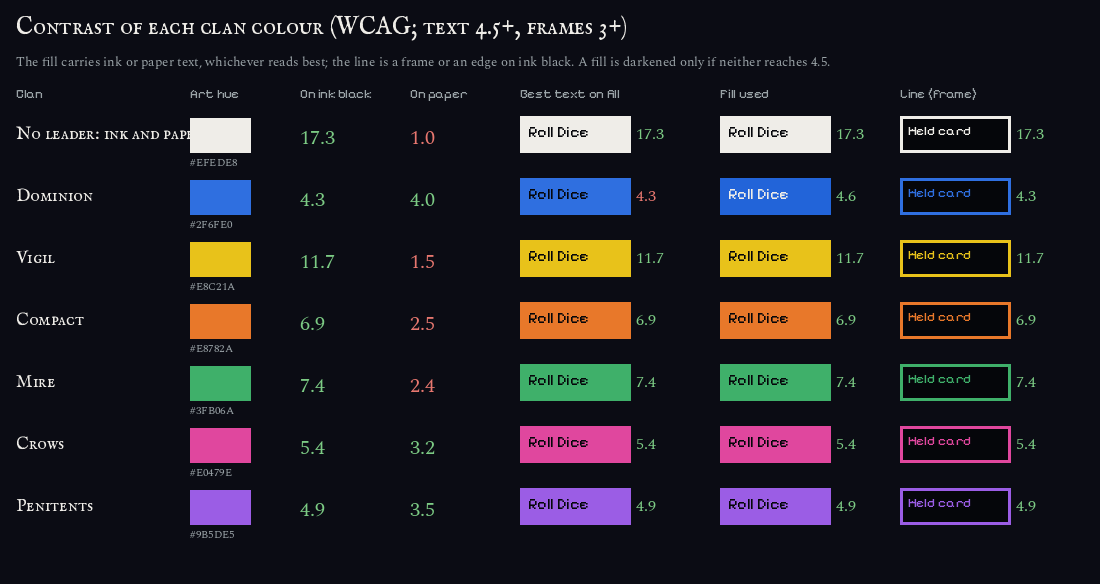 Contrast of each clan colour (WCAG; text 4.5+, frames 3+)
The fill carries ink or paper text, whichever reads best; the line is a frame or an edge on ink black. A fill is darkened only if neither reaches 4.5.
Clan Art hue On ink black On paper Best text on fill Fill used Line (frame)
No leader: ink and 17.3 1.0 Roll Dice 17.3 Roll Dice 17.3 Held card 17.3
#EFEDE8
Dominion 4.3 4.0 Roll Dice 4.3 Roll Dice 4.6 Held card 4.3
#2F6FE0
Vigil 11.7 1.5 Roll Dice 11.7 Roll Dice 11.7 Held card 11.7
#E8C21A
Compact 6.9 2.5 Roll Dice 6.9 Roll Dice 6.9 Held card 6.9
#E8782A
Mire 7.4 2.4 Roll Dice 7.4 Roll Dice 7.4 Held card 7.4
#3FB06A
Crows 5.4 3.2 Roll Dice 5.4 Roll Dice 5.4 Held card 5.4
#E0479E
Penitents 4.9 3.5 Roll Dice 4.9 Roll Dice 4.9 Held card 4.9
#9B5DE5